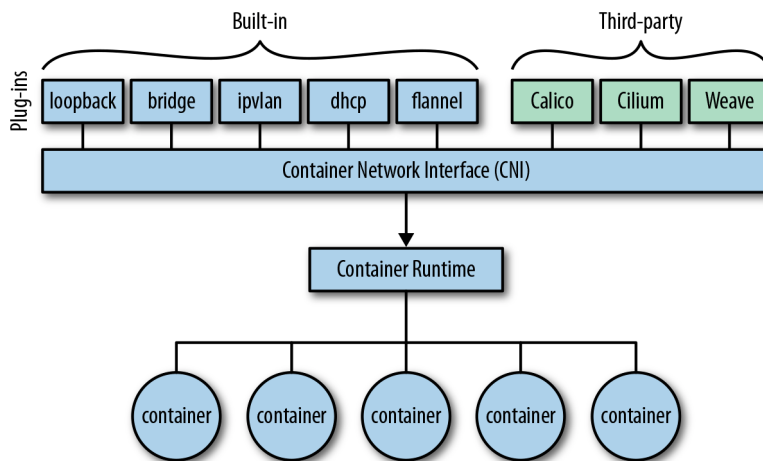 Built-in
Third-party
Plug-ins
loopback
bridge
ipvlan
dhcp
flannel
Calico
Cilium
Weave
Container Network Interface (CNI)
Container Runtime
container
container
container
container
container